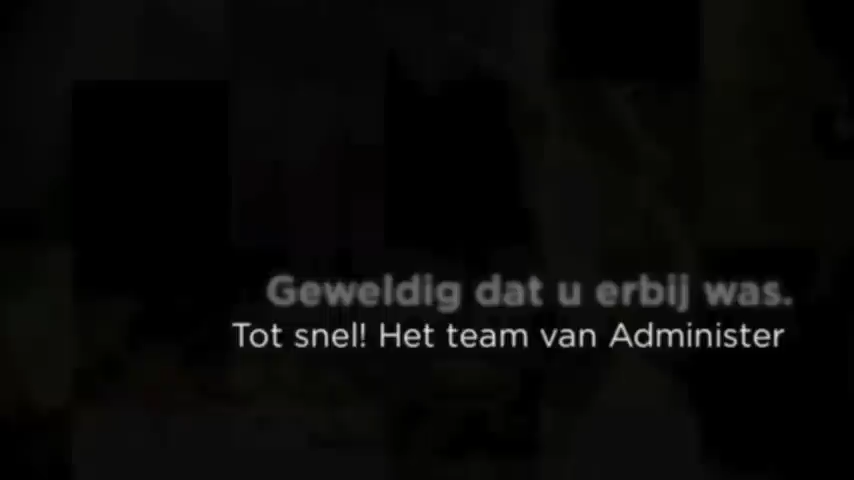 Geweldig dat u erbij was.
Tot snel! Het team van Administer